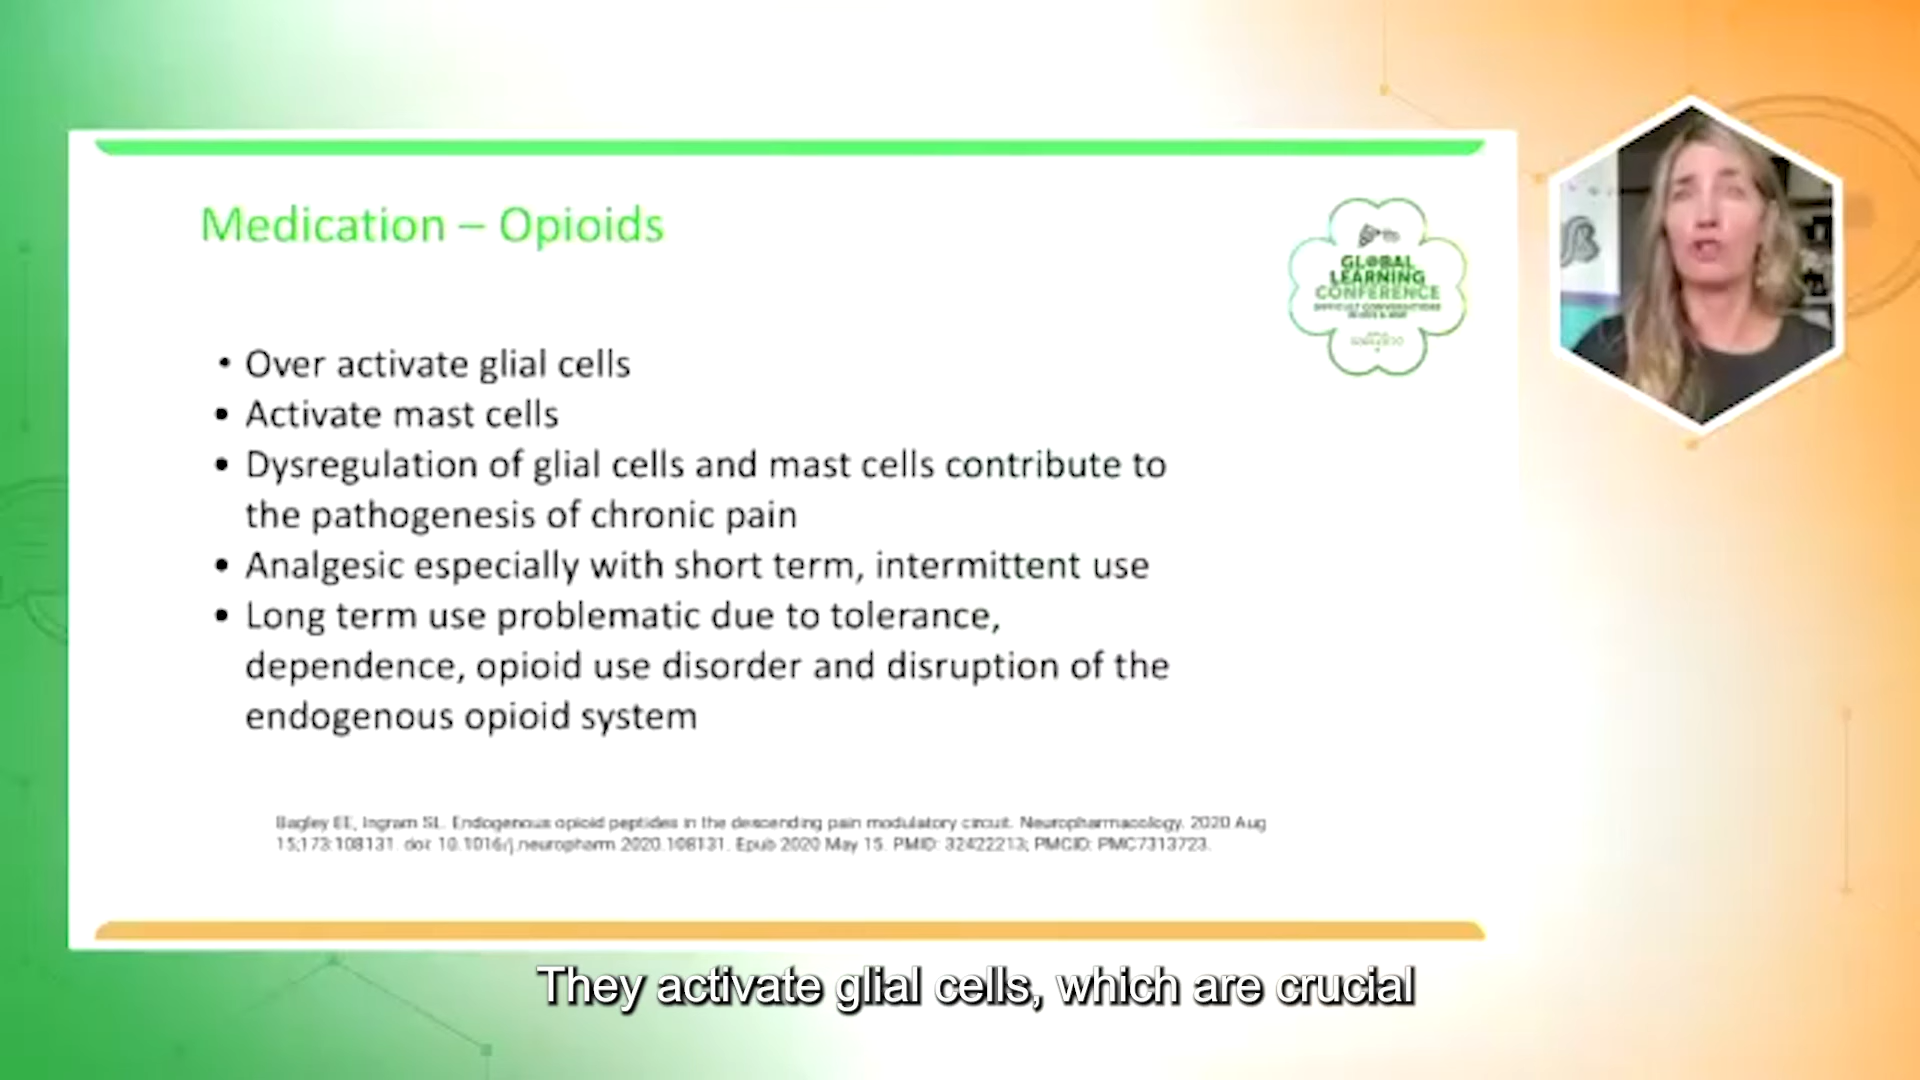 Medication – Opioids
GLOBAL
LEARNING
CONFERENCE
• Over activate glial cells
• Activate mast cells
• Dysregulation of glial cells and mast cells contribute to
the pathogenesis of chronic pain
• Analgesic especially with short term, intermittent use
• Long term use problematic due to tolerance,
dependence, opioid use disorder and disruption of the
endogenous opioid system
Bagley EE, Ingram SL. Endogenous opioid peptides in the descending pain modulatory circuit. Neuropharmacology. 2020 Aug
15;173:108131. doi: 10.1016/j.neuropharm.2020.108131. Epub 2020 May 15. PMID: 32422213; PMCID: PMC7313723.
They activate glial cells, which are crucial